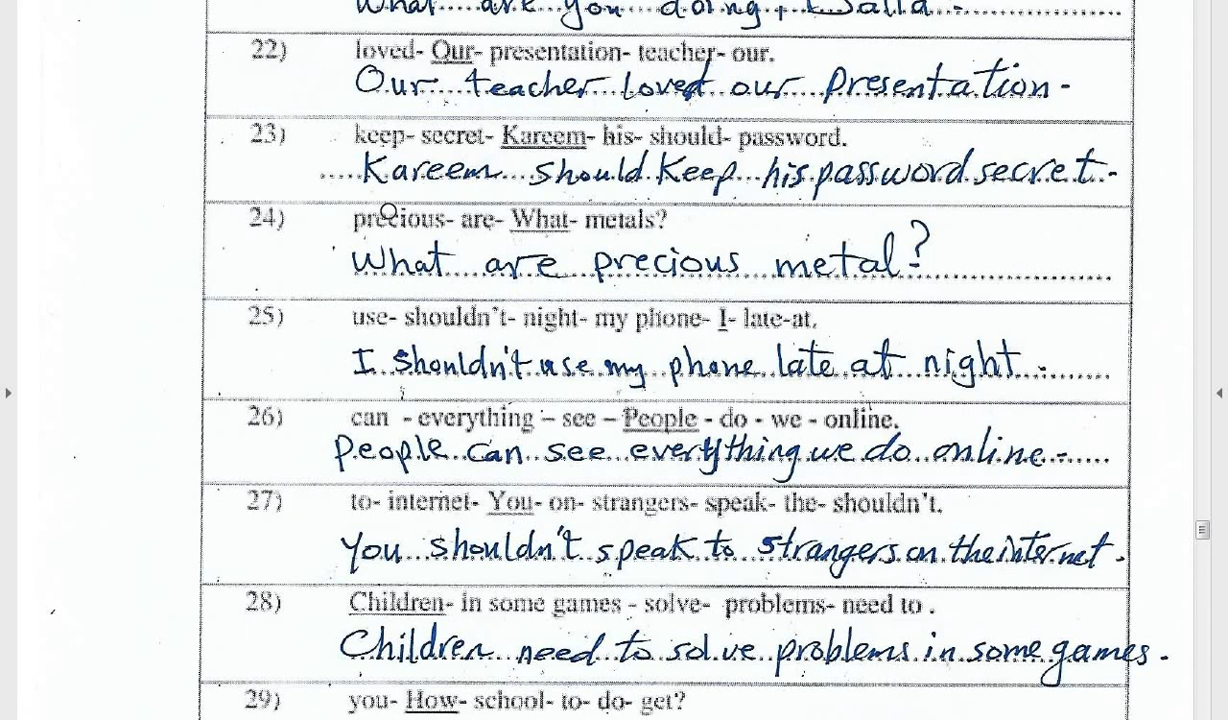 What are you doing,
22) loved- Our- presentation- teacher- our.
Our teacher loved our presentation.
23) keep- secret- Kareem- his- should- password.
Kareem should keep his password secret.
24) precious- are- What- metals?
What are precious metal?
25) use- shouldn't- night- my phone- I- late-at.
I shouldn't use my phone late at night.
26) can - everything – see – People - do - we - online.
People can see everything we do online.
27) to- internet- You- on- strangers- speak- the- shouldn't.
You shouldn't speak to strangers on the internet.
28) Children- in some games - solve- problems- need to .
Children need to solve problems in some games.
29) you- How- school- to- do- get?